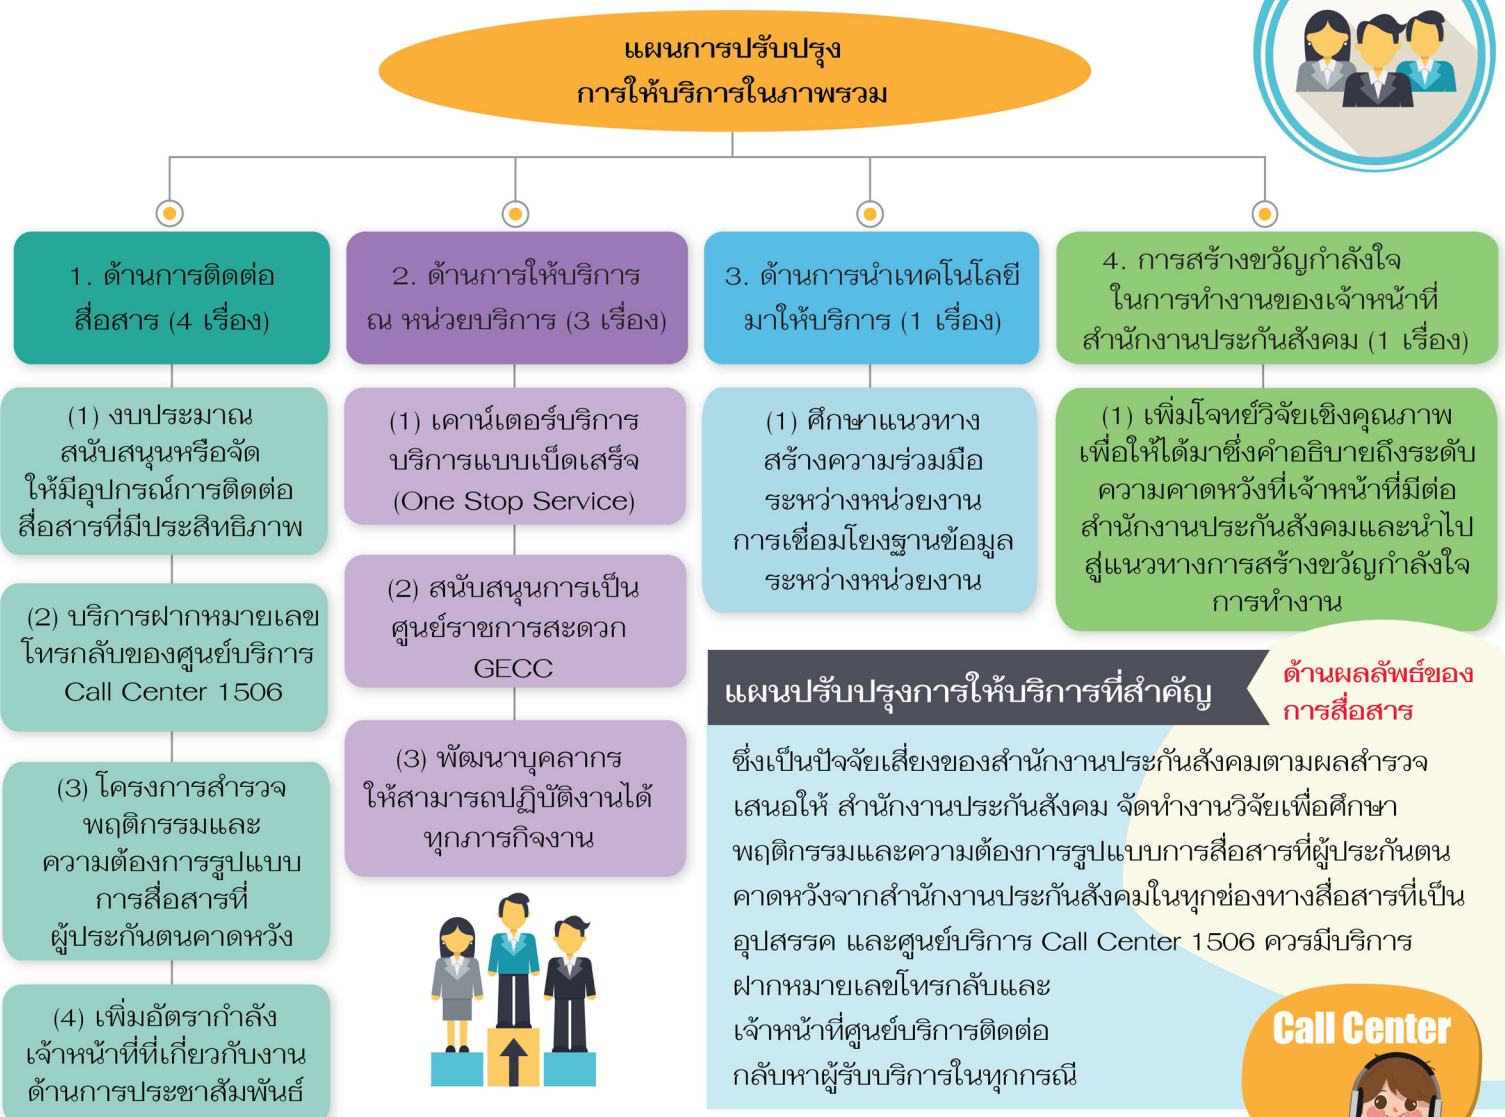 แผนการปรับปรุง
การให้บริการในภาพรวม
1. ด้านการติดต่อ
สื่อสาร (4 เรื่อง)
(1) งบประมาณ
สนับสนุนหรือจัด
ให้มีอุปกรณ์การติดต่อ
สื่อสารที่มีประสิทธิภาพ
(2) บริการฝากหมายเลข
โทรกลับของศูนย์บริการ
Call Center 1506
(3) โครงการสำรวจ
พฤติกรรมและ
ความต้องการรูปแบบ
การสื่อสารที่
ผู้ประกันตนคาดหวัง
(4) เพิ่มอัตรากำลัง
เจ้าหน้าที่ที่เกี่ยวกับงาน
ด้านการประชาสัมพันธ์
2. ด้านการให้บริการ
ณ หน่วยบริการ (3 เรื่อง)
(1) เคาน์เตอร์บริการ
บริการแบบเบ็ดเสร็จ
(One Stop Service)
(2) สนับสนุนการเป็น
ศูนย์ราชการสะดวก
GECC
(3) พัฒนาบุคลากร
ให้สามารถปฏิบัติงานได้
ทุกภารกิจงาน
3. ด้านการนำเทคโนโลยี
มาให้บริการ (1 เรื่อง)
(1) ศึกษาแนวทาง
สร้างความร่วมมือ
ระหว่างหน่วยงาน
การเชื่อมโยงฐานข้อมูล
ระหว่างหน่วยงาน
4. การสร้างขวัญกำลังใจ
ในการทำงานของเจ้าหน้าที่
สำนักงานประกันสังคม (1 เรื่อง)
(1) เพิ่มโจทย์วิจัยเชิงคุณภาพ
เพื่อให้ได้มาซึ่งคำอธิบายถึงระดับ
ความคาดหวังที่เจ้าหน้าที่มีต่อ
สำนักงานประกันสังคมและนำไป
สู่แนวทางการสร้างขวัญกำลังใจ
การทำงาน
แผนปรับปรุงการให้บริการที่สำคัญ
ด้านผลลัพธ์ของ
การสื่อสาร
ซึ่งเป็นปัจจัยเสี่ยงของสำนักงานประกันสังคมตามผลสำรวจ
เสนอให้ สำนักงานประกันสังคม จัดทำงานวิจัยเพื่อศึกษา
พฤติกรรมและความต้องการรูปแบบการสื่อสารที่ผู้ประกันตน
คาดหวังจากสำนักงานประกันสังคมในทุกช่องทางสื่อสารที่เป็น
อุปสรรค และศูนย์บริการ Call Center 1506 ควรมีบริการ
ฝากหมายเลขโทรกลับและ
เจ้าหน้าที่ศูนย์บริการติดต่อ
กลับหาผู้รับบริการในทุกกรณี
Call Center